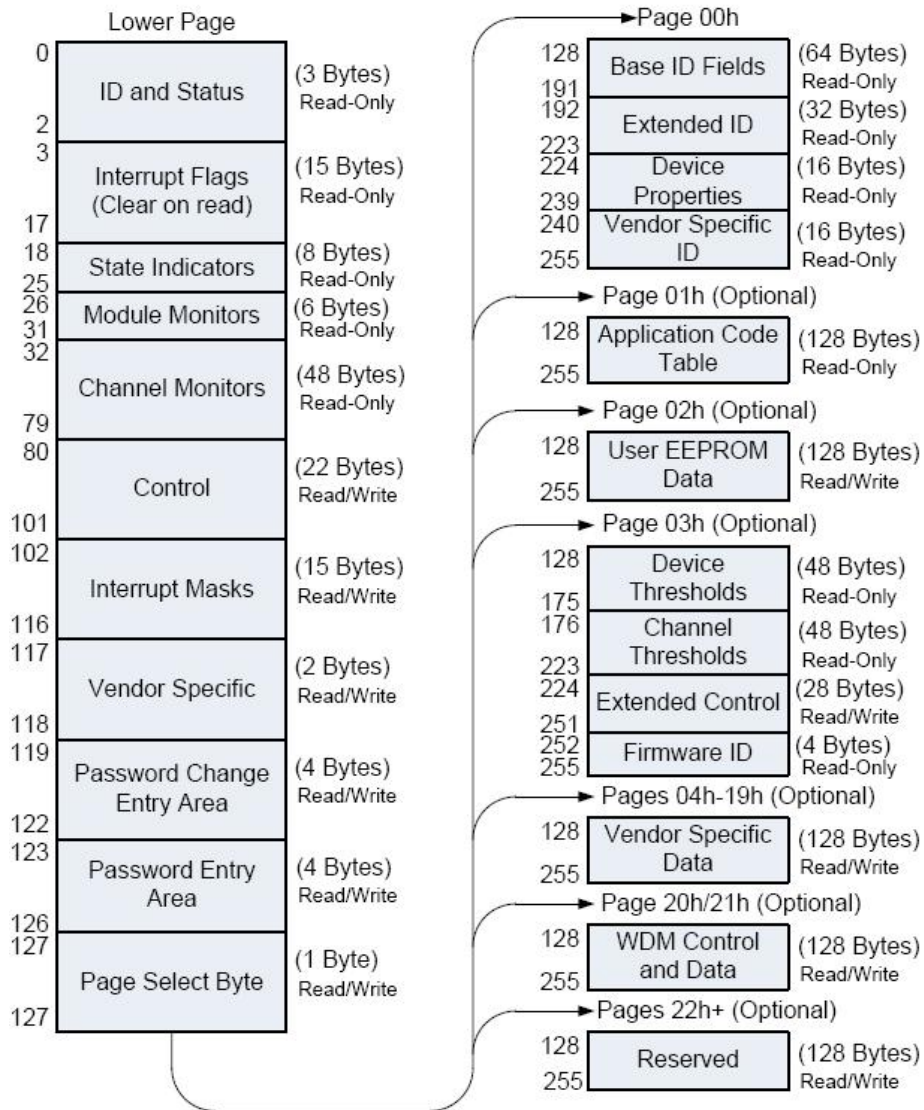 Lower Page
0
ID and Status
(3 Bytes)
Read-Only
2
3
Interrupt Flags
(Clear on read)
(15 Bytes)
Read-Only
17
18
State Indicators
(8 Bytes)
Read-Only
25
26
Module Monitors
(6 Bytes)
Read-Only
31
32
Channel Monitors
(48 Bytes)
Read-Only
79
80
Control
(22 Bytes)
Read/Write
101
102
Interrupt Masks
(15 Bytes)
Read/Write
116
117
Vendor Specific
(2 Bytes)
Read/Write
118
119
Password Change
Entry Area
(4 Bytes)
Read/Write
122
123
Password Entry
Area
(4 Bytes)
Read/Write
126
127
Page Select Byte
(1 Byte)
Read/Write
127
Page 00h
128
Base ID Fields
(64 Bytes)
Read-Only
191
192
Extended ID
(32 Bytes)
Read-Only
223
224
Device
Properties
(16 Bytes)
Read-Only
239
240
Vendor Specific
ID
(16 Bytes)
Read-Only
255
Page 01h (Optional)
128
Application Code
Table
(128 Bytes)
Read-Only
255
Page 02h (Optional)
128
User EEPROM
Data
(128 Bytes)
Read/Write
255
Page 03h (Optional)
128
Device
Thresholds
(48 Bytes)
Read-Only
175
176
Channel
Thresholds
(48 Bytes)
Read-Only
223
224
Extended Control
(28 Bytes)
Read/Write
251
252
Firmware ID
(4 Bytes)
Read-Only
255
Pages 04h-19h (Optional)
128
Vendor Specific
Data
(128 Bytes)
Read/Write
255
Page 20h/21h (Optional)
128
WDM Control
and Data
(128 Bytes)
Read/Write
255
Pages 22h+ (Optional)
128
Reserved
(128 Bytes)
Read/Write
255